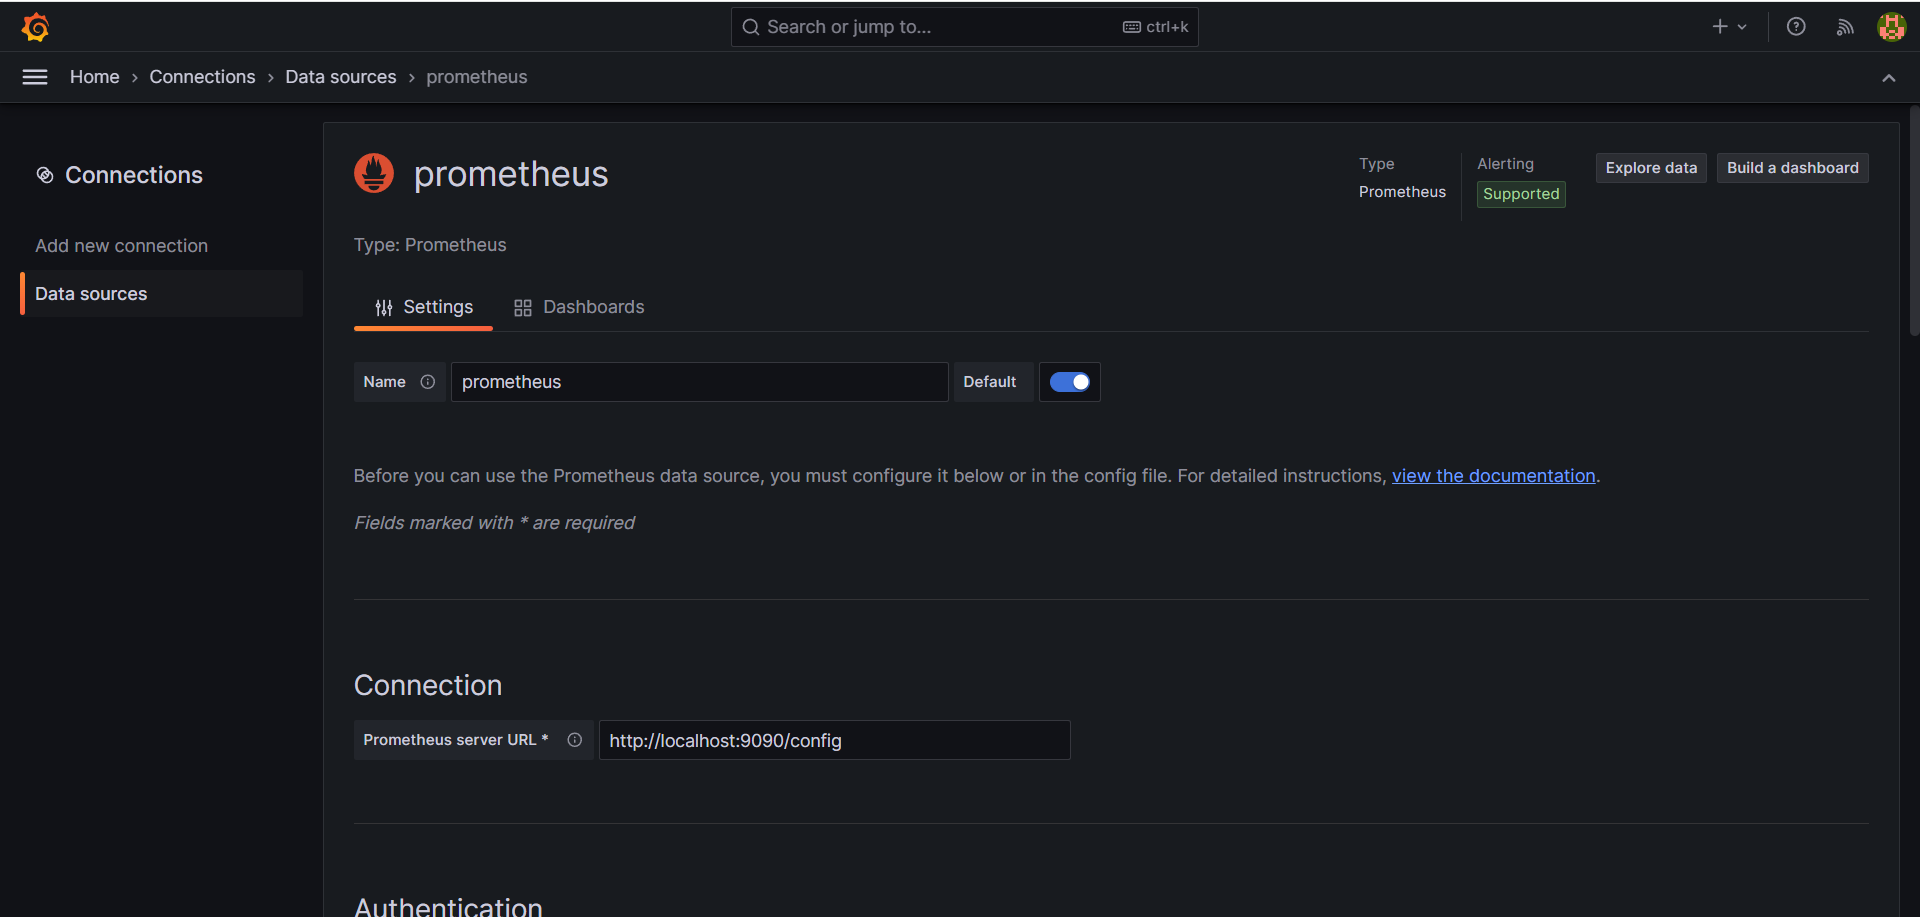 Search or jump to... ctrl+k
Home › Connections › Data sources › prometheus
Connections
Add new connection
Data sources
prometheus
Type
Prometheus
Alerting
Supported
Explore data
Build a dashboard
Type: Prometheus
Settings
Dashboards
Name prometheus Default
Before you can use the Prometheus data source, you must configure it below or in the config file. For detailed instructions, view the documentation.
Fields marked with * are required
Connection
Prometheus server URL * http://localhost:9090/config
Authentication